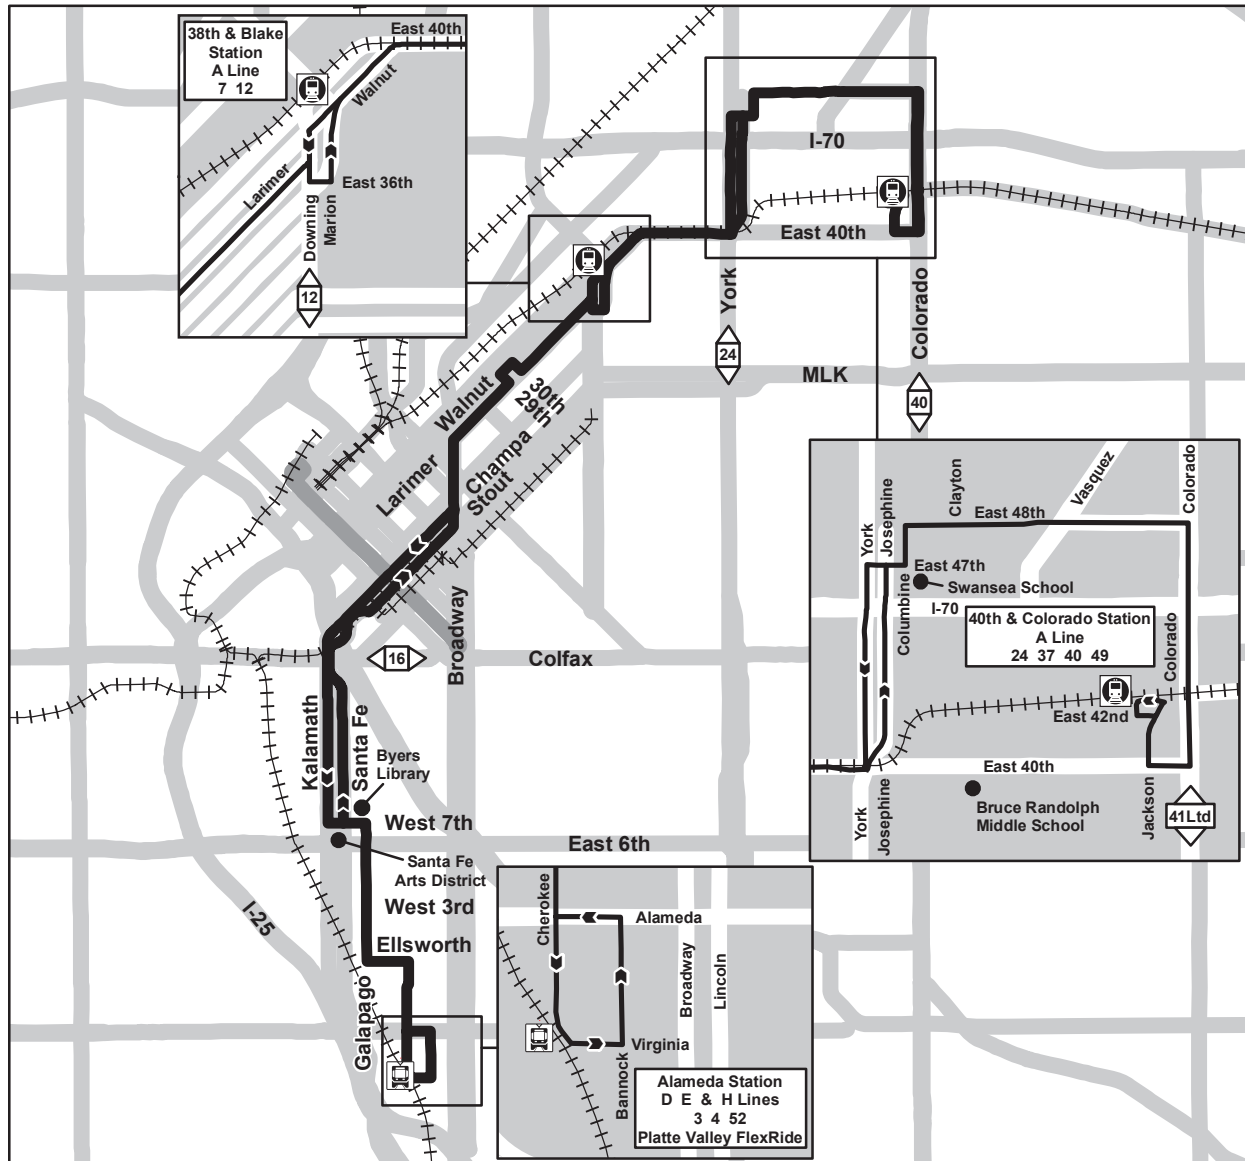 38th & Blake
Station
A Line
7 12
East 40th
Walnut
Larimer
East 36th
Downing
Marion
12
I-70
East 40th
York
Colorado
24
40
MLK
Walnut
30th
29th
Larimer
Champa
Stout
Broadway
16
Colfax
Kalamath
Santa Fe
Byers
Library
West 7th
East 6th
Santa Fe
Arts District
West 3rd
I-25
Ellsworth
Galapago
York
Josephine
Clayton
Vasquez
Colorado
East 48th
East 47th
Swansea School
Columbine
I-70
40th & Colorado Station
A Line
24 37 40 49
Colorado
East 42nd
East 40th
York
Josephine
Bruce Randolph
Middle School
Jackson
41Ltd
Cherokee
Alameda
Broadway
Lincoln
Virginia
Bannock
Alameda Station
D E & H Lines
3 4 52
Platte Valley FlexRide